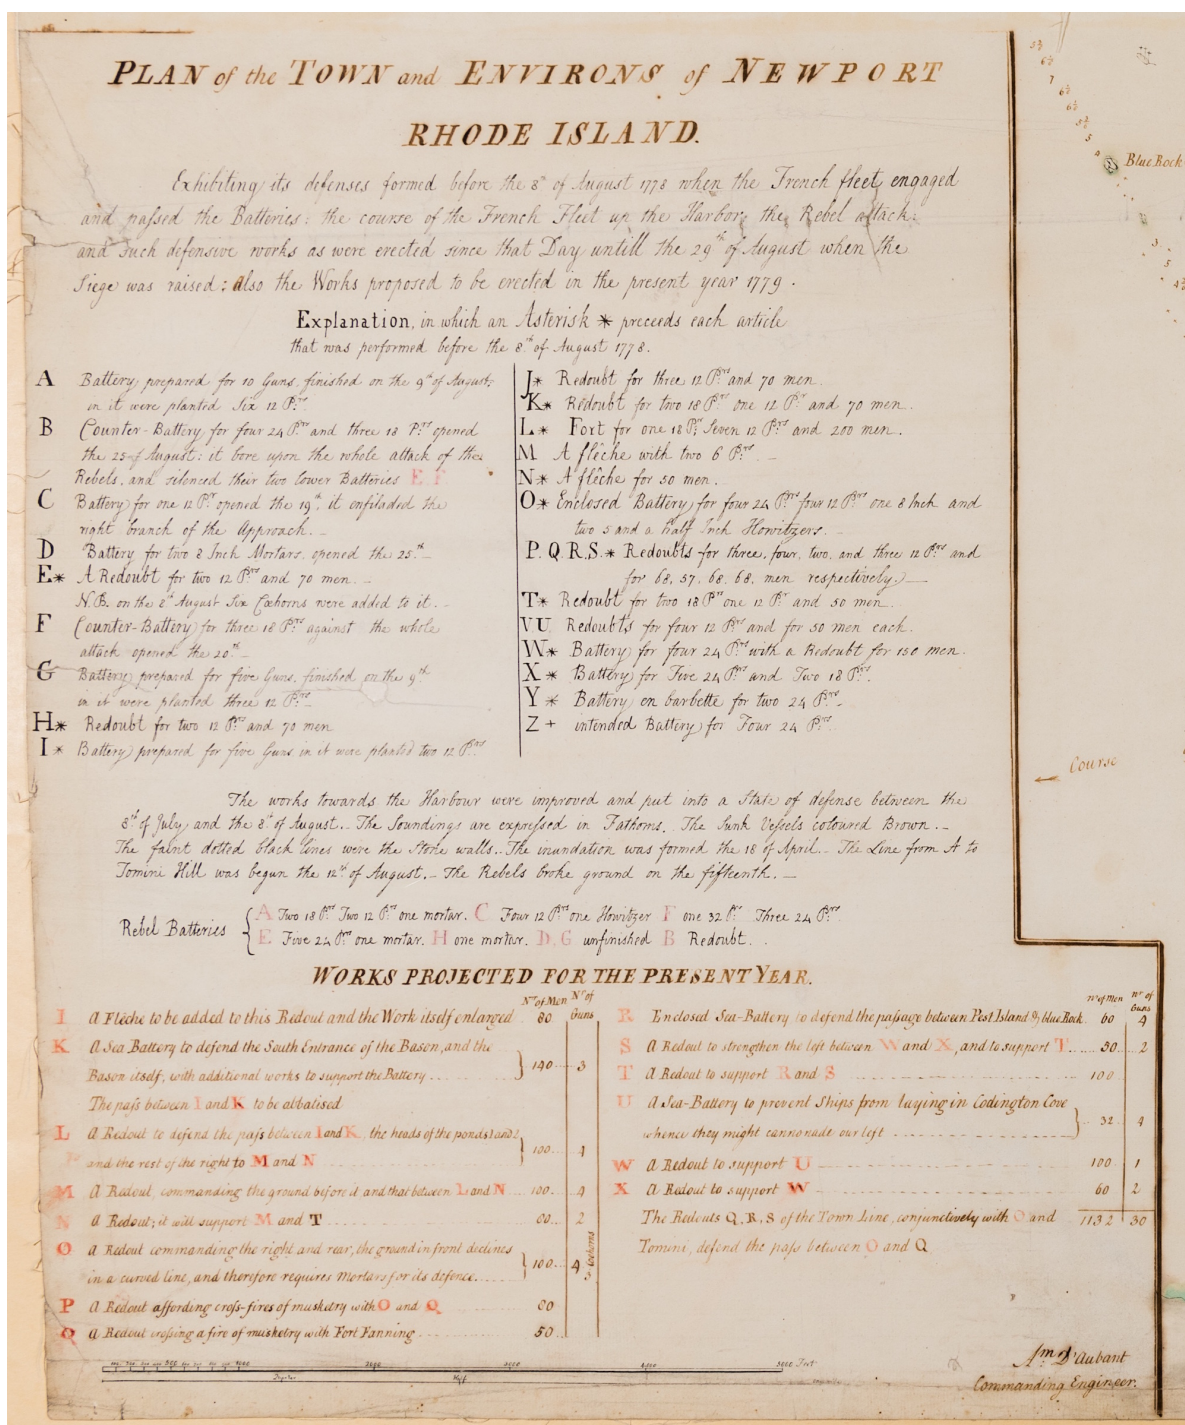 PLAN of the TOWN and ENVIRONS of NEWPORT
RHODE ISLAND.
Exhibiting its defenses formed before the 8th of August 1778 when the French fleet engaged
and passed the Batteries: the course of the French Fleet up the Harbor, the Rebel attack,
and such defensive works as were erected since that Day untill the 29th of August when the
Siege was raised; also the Works proposed to be erected in the present year 1779.
Explanation, in which an Asterisk * preceeds each article
that was performed before the 8th of August 1778.
A Battery prepared for 10 Guns, finished on the 9th of August,
in it were planted Six 12 Prs
B Counter-Battery for four 24 Prs and three 18 Prs opened
the 25 of August: it bore upon the whole attack of the
Rebels, and silenced their two lower Batteries E. F
C Battery for one 12 Pr opened the 19th, it enfiladed the
right branch of the Approach. -
D Battery for two 8 Inch Mortars, opened the 25th -
E* A Redoubt for two 12 Prs and 70 men. -
N.B. on the 8th August Six Coehorns were added to it. -
F Counter-Battery for three 18 Prs against the whole
attack opened the 20th -
G Battery prepared for five Guns, finished on the 9th
in it were planted three 12 Prs -
H* Redoubt for two 12 Prs and 70 men
I* Battery prepared for five Guns in it were planted two 12 Prs
J* Redoubt for three 12 Prs and 70 men.
K* Redoubt for two 18 Prs one 12 Pr and 70 men.
L* Fort for one 18 Pr Seven 12 Prs and 200 men.
M A flêche with two 6 Prs -
N* A flêche for 50 men.
O* Enclosed Battery for four 24 Prs four 12 Prs one 8 Inch and
two 5 and a half Inch Howitzers.
P. Q. R. S.* Redoubts for three, four, two, and three 12 Prs and
for 68, 57, 68, 68, men respectively. -
T* Redoubt for two 18 Prs one 12 Pr and 50 men.
V U Redoubts for four 12 Prs and for 50 men each.
W* Battery for four 24 Prs with a Redoubt for 150 men.
X* Battery for Five 24 Prs and Two 18 Prs.
Y* Battery en barbette for two 24 Prs -
Z + intended Battery for Four 24 Prs
The works towards the Harbour were improved and put into a State of defense between the
8th of July and the 8th of August. - The Soundings are expressed in Fathoms. The Sunk Vessels coloured Brown. -
The faint dotted black lines were the Stone walls. - The inundation was formed the 18 of April. - The Line from A to
Tomini Hill was begun the 12th of August. - The Rebels broke ground on the fifteenth. -
Rebel Batteries { A Two 18 Prs Two 12 Prs one mortar. C Four 12 Prs one Howitzer F one 32 Pr Three 24 Prs
E Five 24 Prs one mortar. H one mortar. D, G unfinished B Redoubt.
WORKS PROJECTED FOR THE PRESENT YEAR.
No. of Men No. of Guns
I A Flêche to be added to this Redout and the Work itself enlarged 80
K A Sea Battery to defend the South Entrance of the Bason, and the
Bason itself, with additional works to support the Battery . . . . 140 3
The pass between I and K to be abbatised
L A Redout to defend the pass between I and K, the heads of the ponds 1 and 2
and the rest of the right to M and N 100 4
M A Redout, commanding the ground before it, and that between L and N 100 4
N A Redout; it will support M and T 80 2
O A Redout commanding the right and rear, the ground in front declines
in a curved line, and therefore requires Mortars for its defence. 100 4 Coehorns
P A Redout affording cross-fires of musketry with O and Q 80
Q A Redout crossing a fire of musketry with Fort Fanning 50
No. of Men No. of Guns
R Enclosed Sea-Battery to defend the passage between Pest Island & blue Rock. 60 4
S A Redout to strengthen the left between W and X, and to support T 30 2
T A Redout to support R and S 100
U A Sea-Battery to prevent Ships from laying in Codington Cove
whence they might cannonade our left 32 4
W A Redout to support U 100 1
X A Redout to support W 60 2
The Redouts Q, R, S of the Town Line, conjunctively with O and 1132 30
Tomini, defend the pass between O and Q
5000 Feet
Am D'Aubant
Commanding Engineer.
Blue Rock
Course